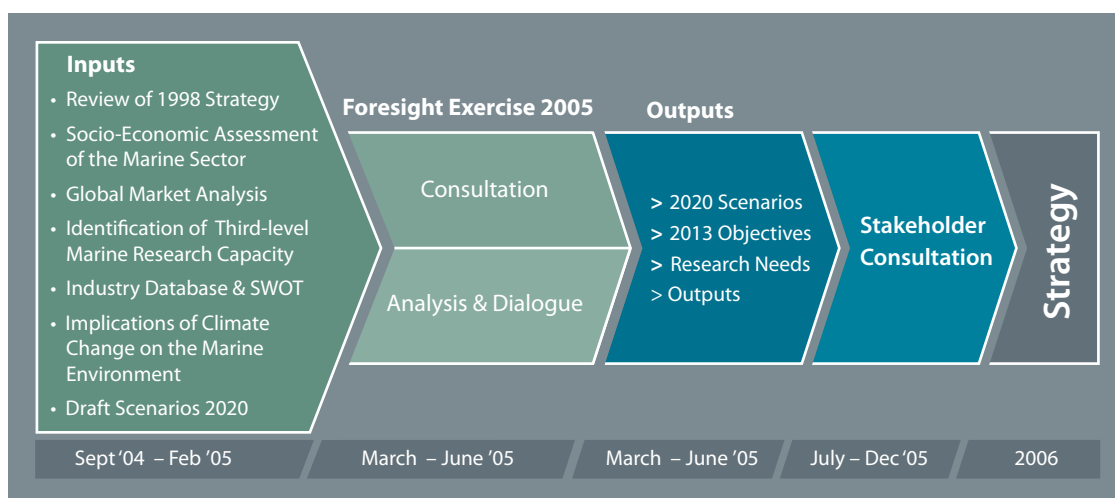 Inputs
• Review of 1998 Strategy
• Socio-Economic Assessment
of the Marine Sector
• Global Market Analysis
• Identification of Third-level
Marine Research Capacity
• Industry Database & SWOT
• Implications of Climate
Change on the Marine
Environment
• Draft Scenarios 2020
Foresight Exercise 2005
Consultation
Analysis & Dialogue
Outputs
> 2020 Scenarios
> 2013 Objectives
> Research Needs
> Outputs
Stakeholder
Consultation
Strategy
Sept '04 – Feb '05
March – June '05
March – June '05
July – Dec '05
2006